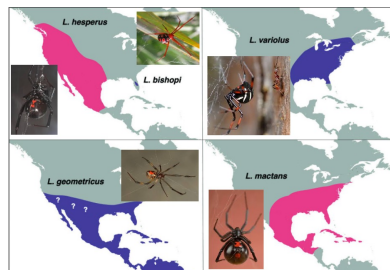 L. hesperus
L. bishopi
L. variolus
L. geometricus
? ? ?
L. mactans